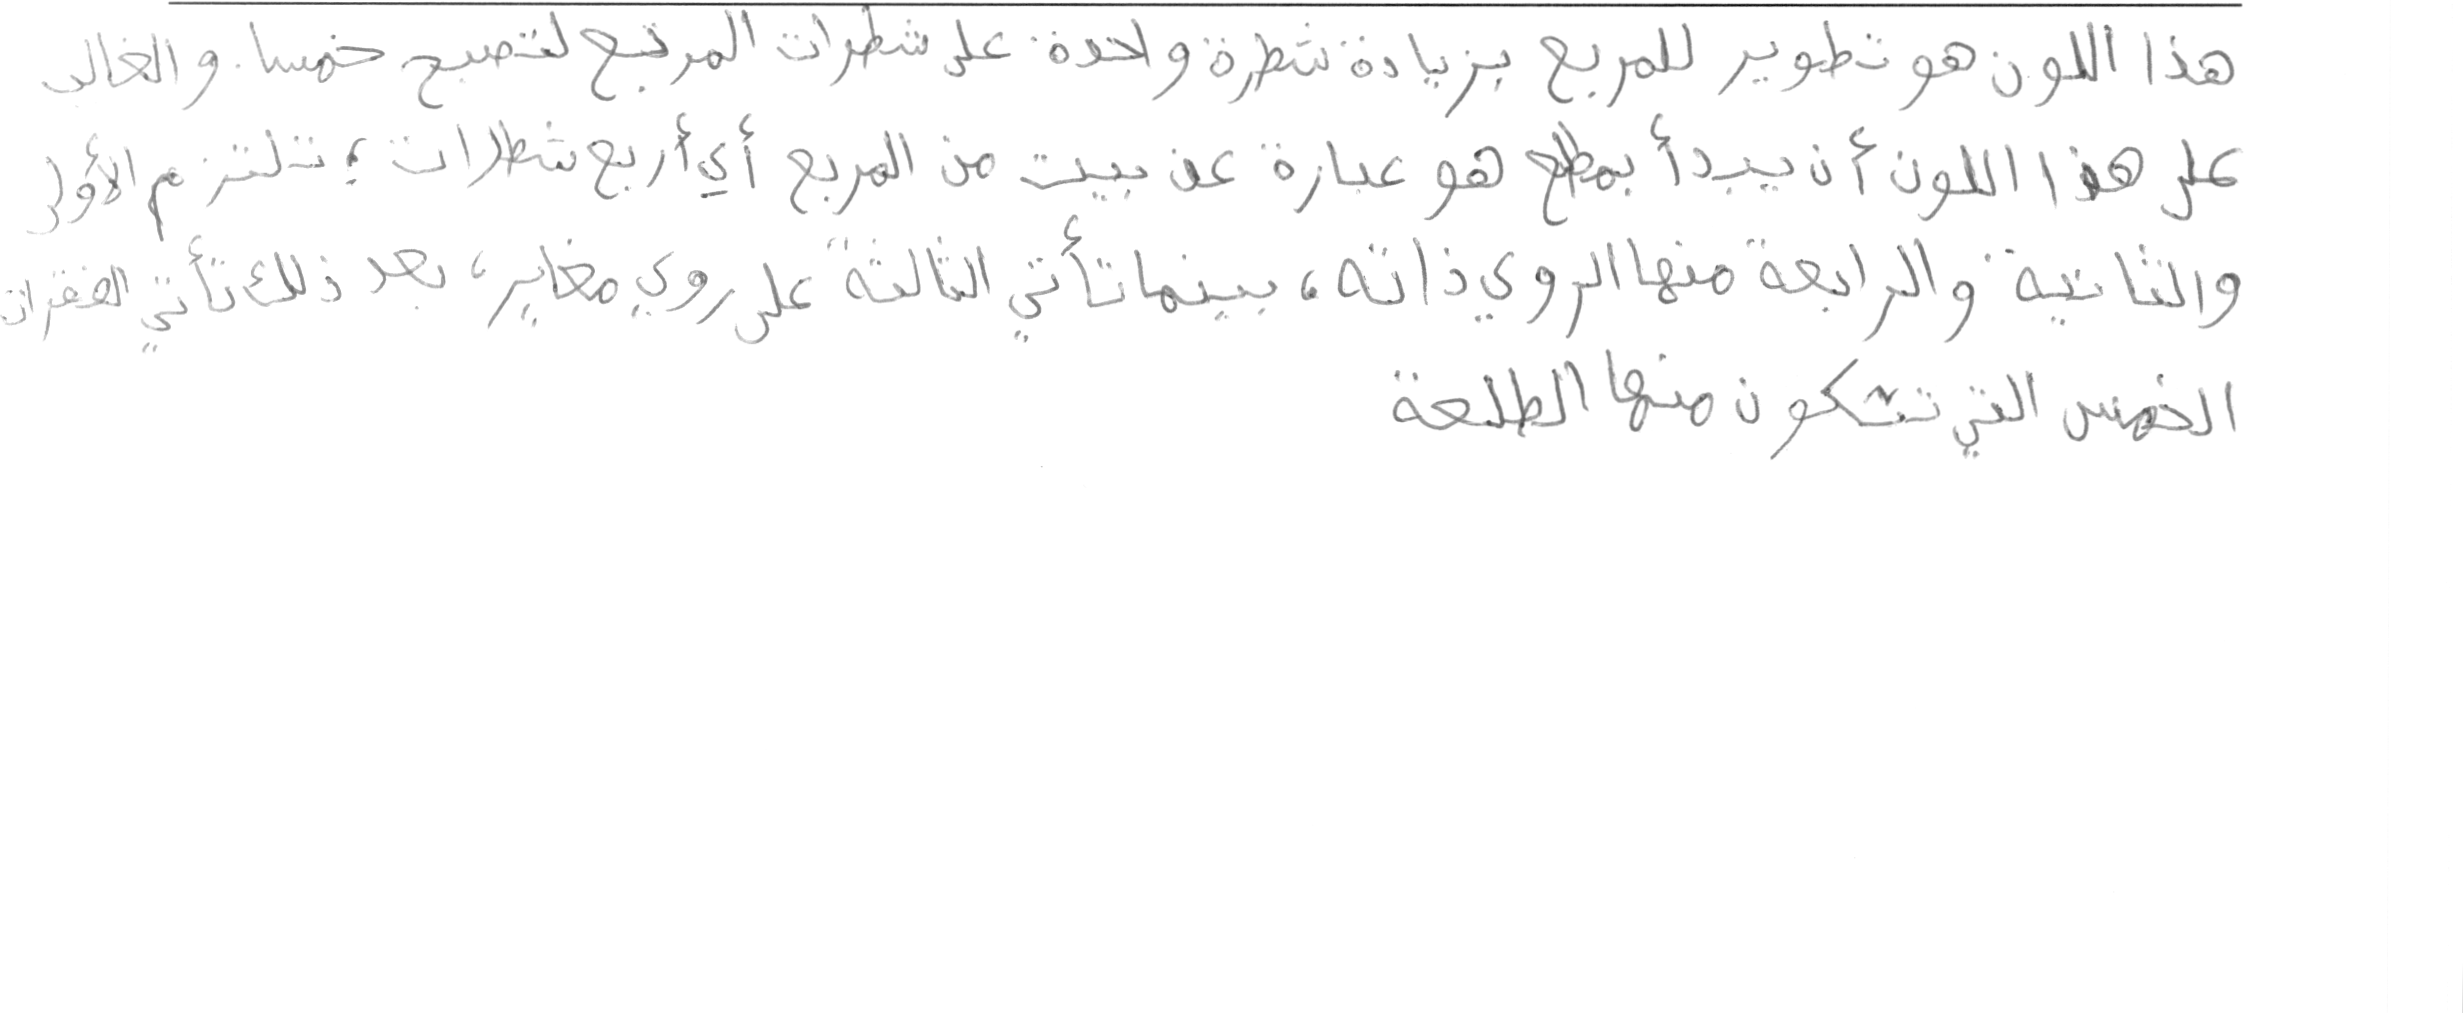 هذا اللون هو تطوير للمربع بزيادة شطرة واحدة على شطرات المربع لتصبح خمسا. والغالب
على هذا اللون أن يبدأ بمطلع هو عبارة عن بيت من المربع أي أربع شطرات، تلتزم الأولى
والثانية والرابعة منها الروي ذاته، بينما تأتي الثالثة على روي مغاير، بعد ذلك تأتي الفقرات
الخمس التي تتكون منها الطلعة